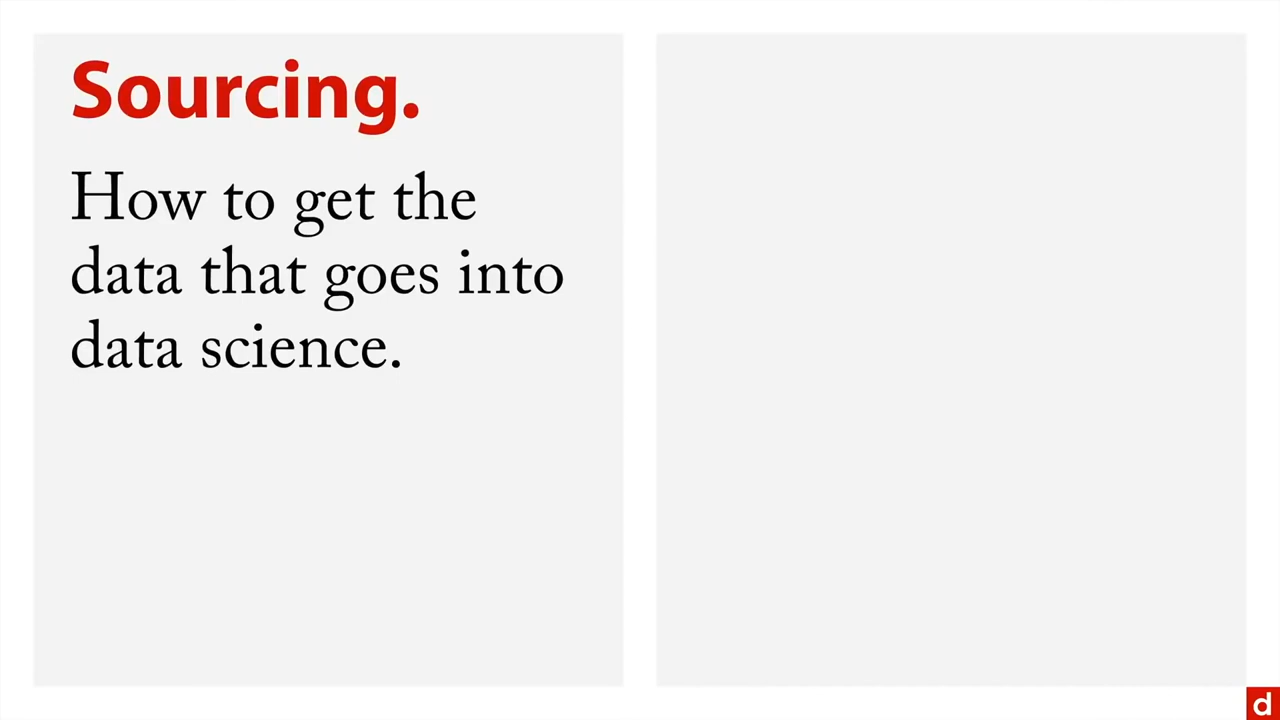 Sourcing.
How to get the
data that goes into
data science.
d